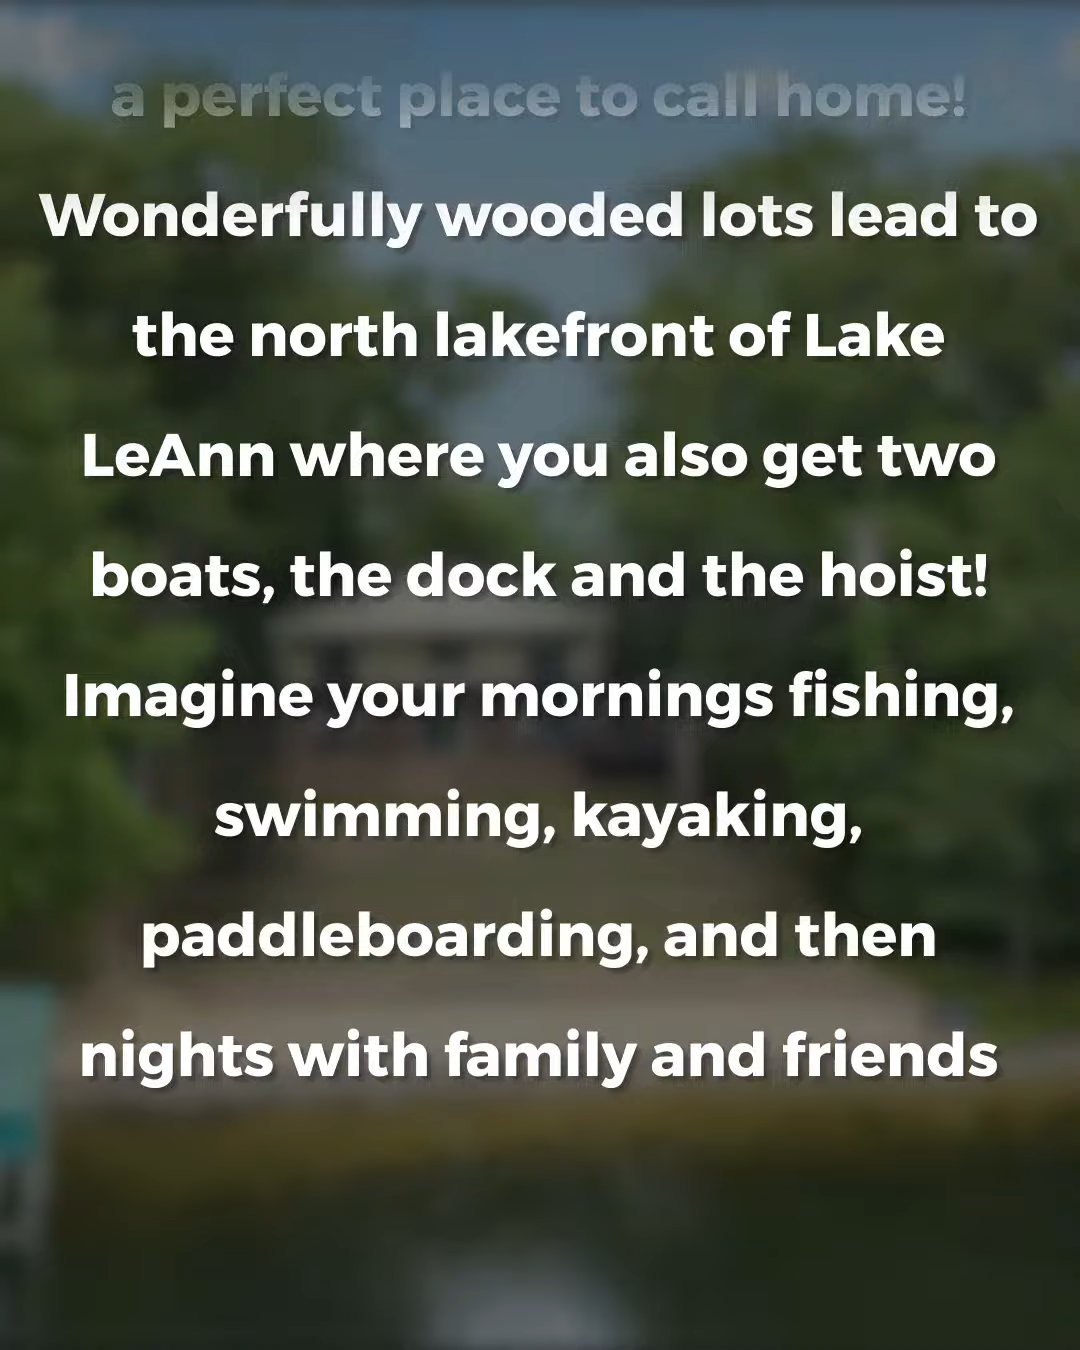 a perfect place to call home!
Wonderfully wooded lots lead to
the north lakefront of Lake
LeAnn where you also get two
boats, the dock and the hoist!
Imagine your mornings fishing,
swimming, kayaking,
paddleboarding, and then
nights with family and friends